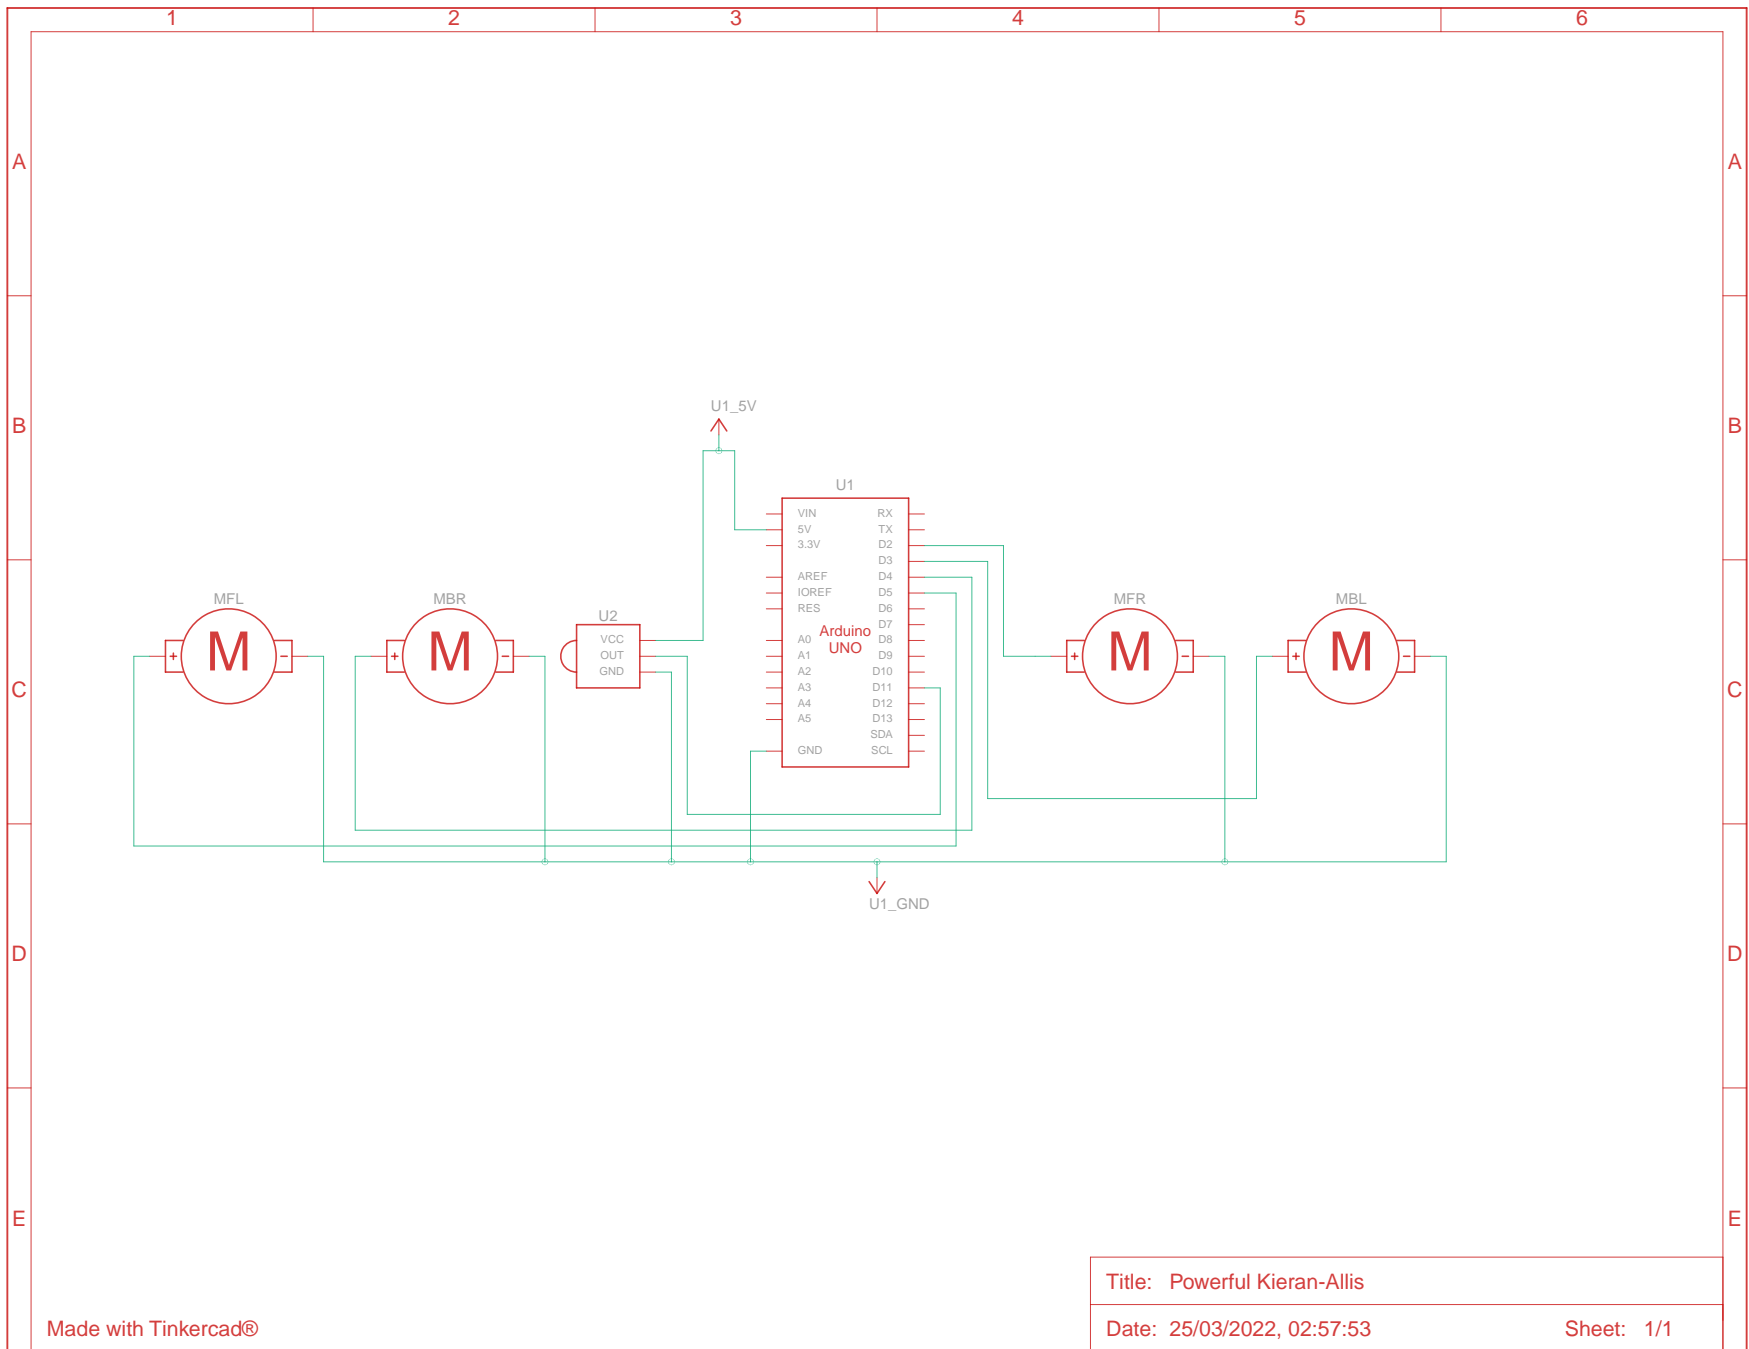 1 2 3 4 5 6
A A
B B
U1_5V
U1
VIN RX
5V TX
3.3V D2
D3
AREF D4
IOREF D5
RES D6
D7
A0 D8
A1 D9
A2 D10
A3 D11
A4 D12
A5 D13
SDA
GND SCL
Arduino
UNO
MFL
+ M -
MBR
+ M -
U2
VCC
OUT
GND
MFR
+ M -
MBL
+ M -
C C
U1_GND
D D
E E
Title: Powerful Kieran-Allis
Made with Tinkercad®
Date: 25/03/2022, 02:57:53 Sheet: 1/1